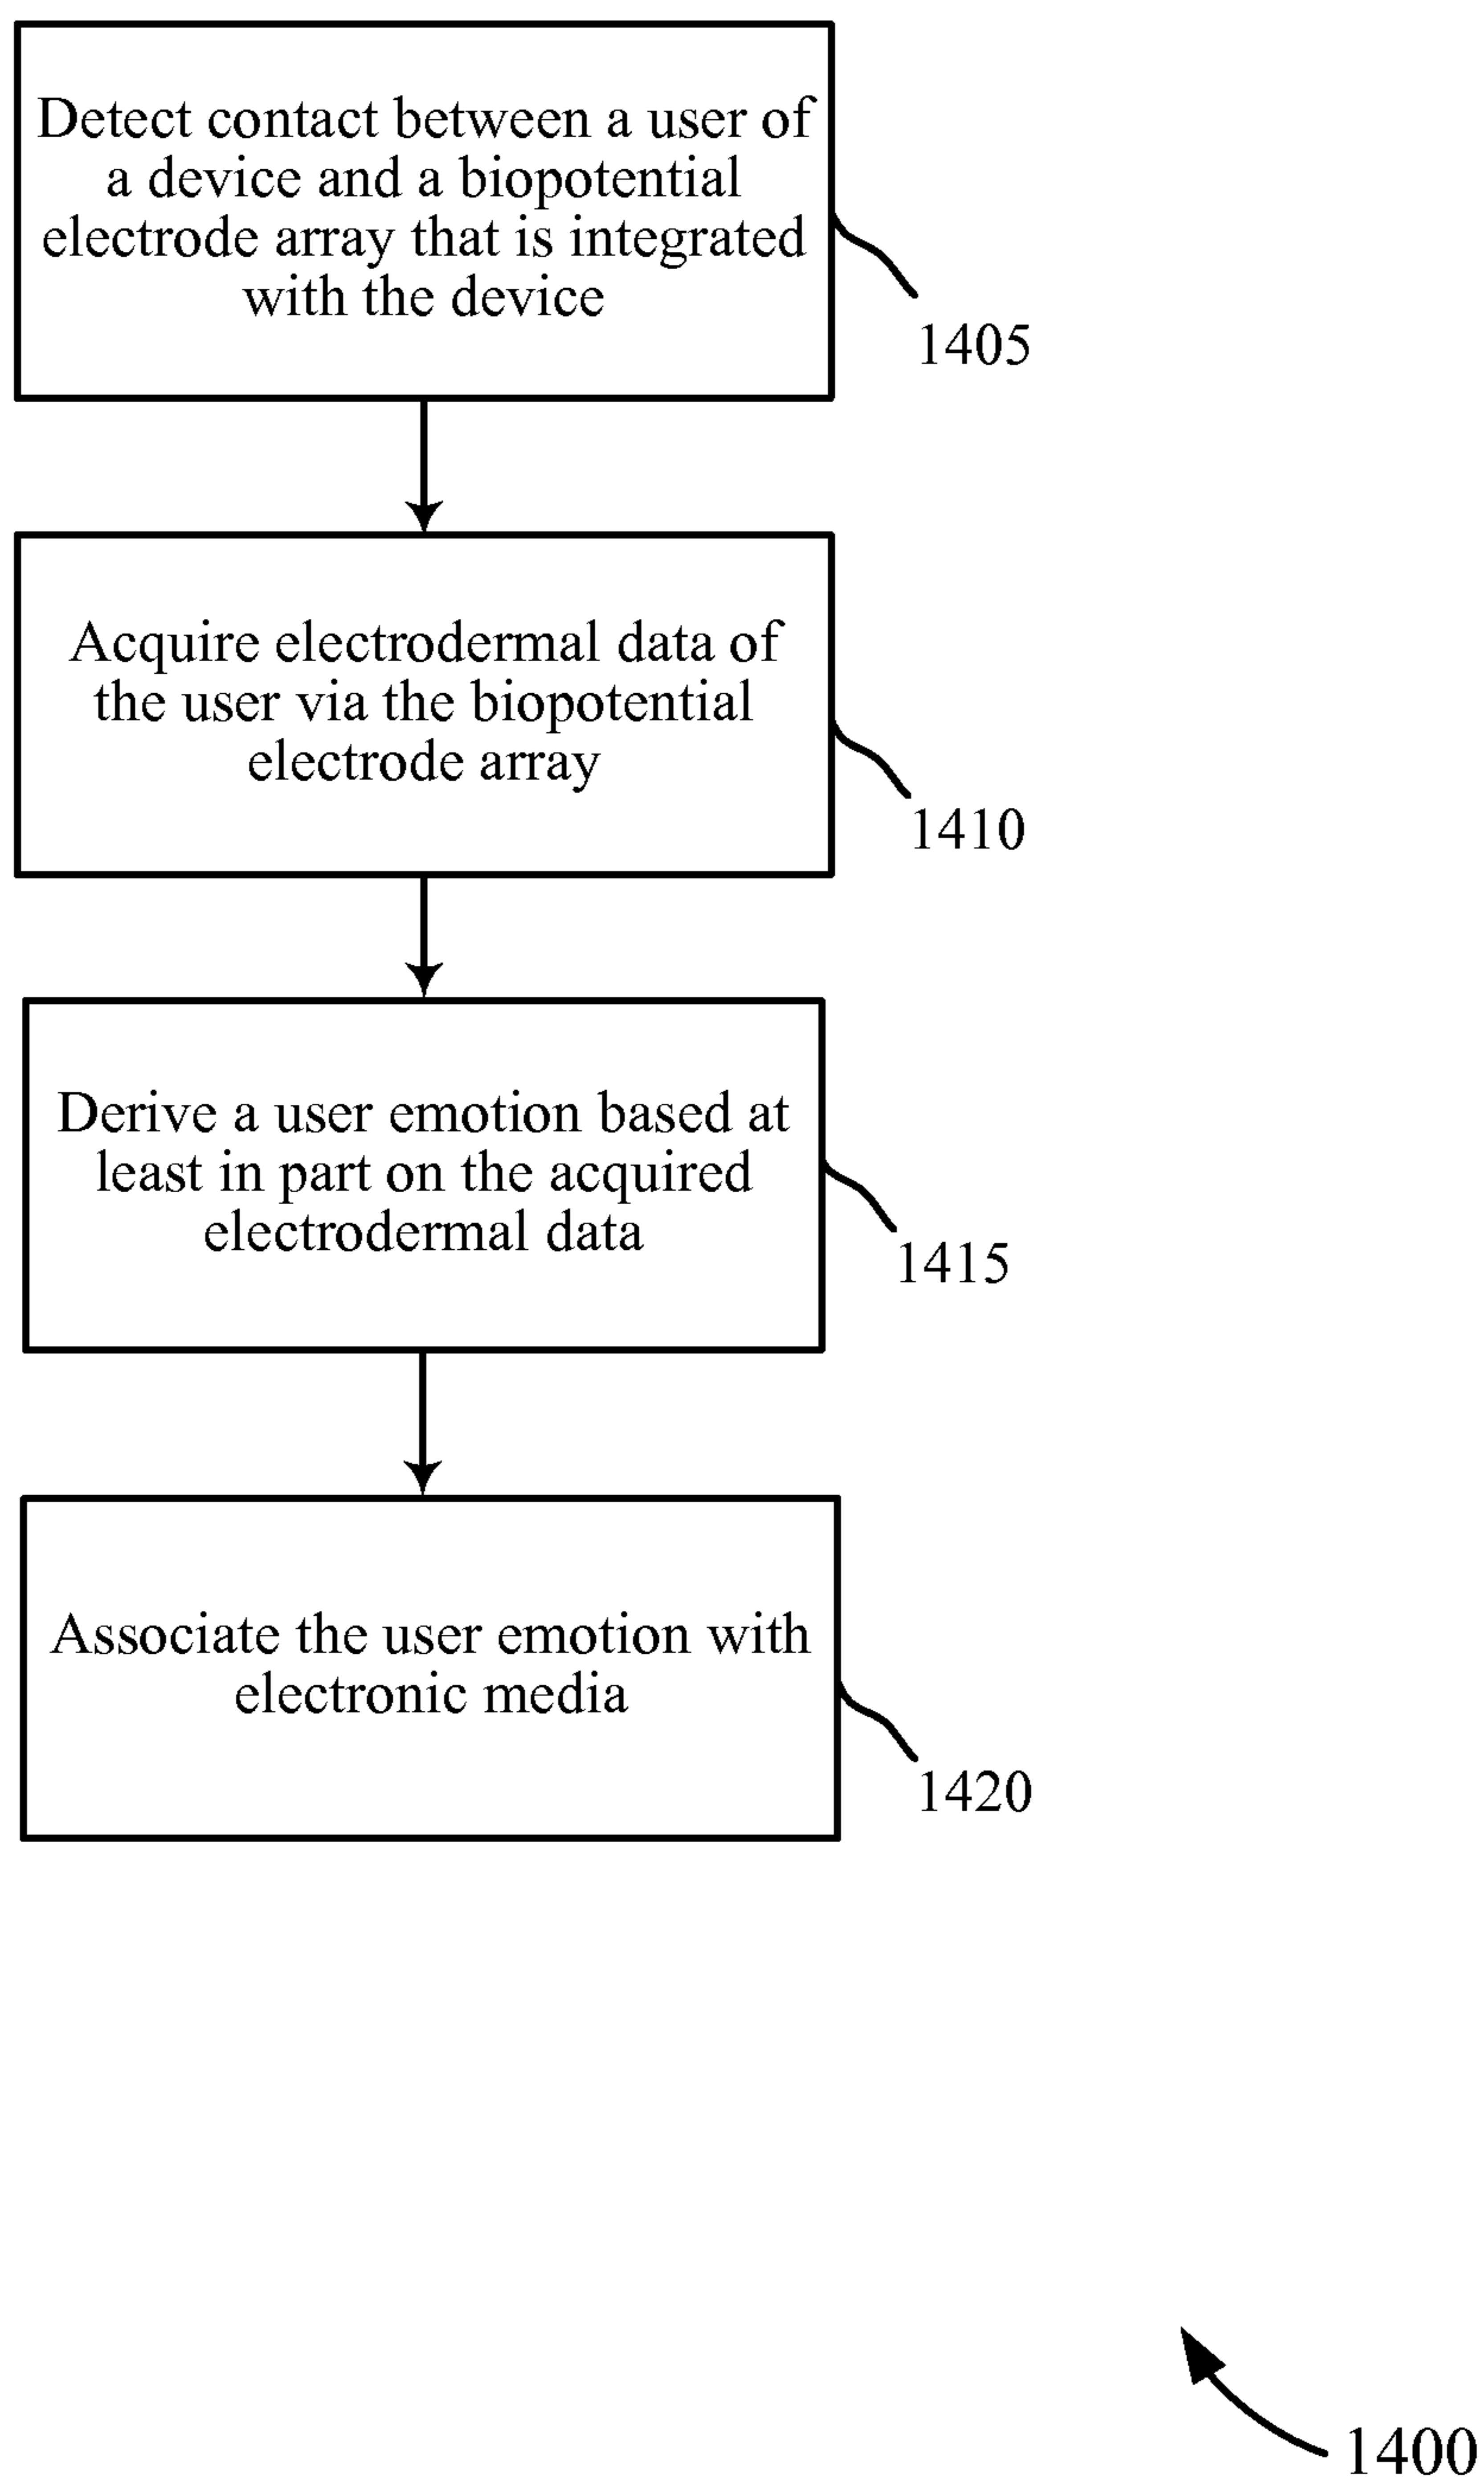 Detect contact between a user of
a device and a biopotential
electrode array that is integrated
with the device
1405
Acquire electrodermal data of
the user via the biopotential
electrode array
1410
Derive a user emotion based at
least in part on the acquired
electrodermal data
1415
Associate the user emotion with
electronic media
1420
1400